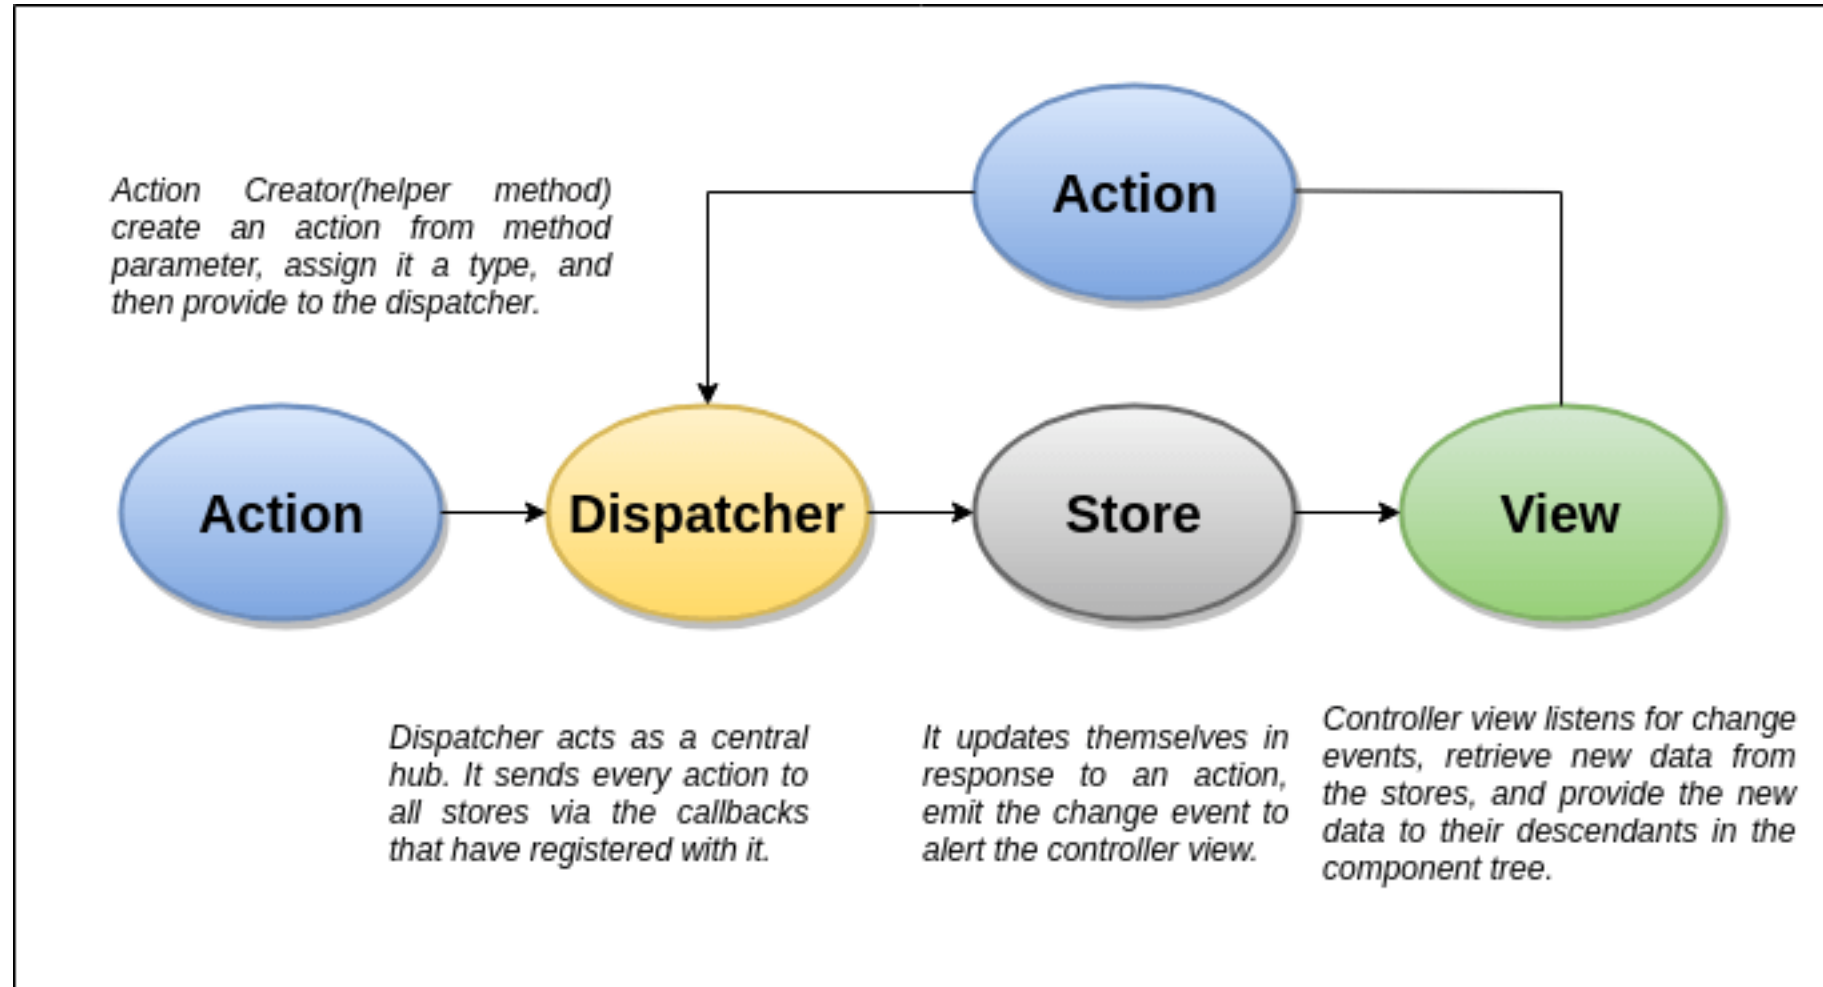 Action
Action Creator(helper method)
create an action from method
parameter, assign it a type, and
then provide to the dispatcher.
Action
Dispatcher
Store
View
Dispatcher acts as a central
hub. It sends every action to
all stores via the callbacks
that have registered with it.
It updates themselves in
response to an action,
emit the change event to
alert the controller view.
Controller view listens for change
events, retrieve new data from
the stores, and provide the new
data to their descendants in the
component tree.